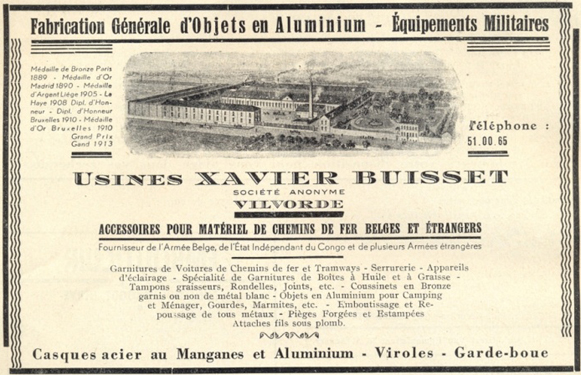 Fabrication Générale d'Objets en Aluminium - Équipements Militaires
Médaille de Bronze Paris
1889 - Médaille d'Or
Madrid 1890 - Médaille
d'Argent Liége 1905 - La
Haye 1908 Dipl. d'Hon-
neur - Dipl. d'Honneur
Bruxelles 1910 - Médaille
d'Or Bruxelles 1910
Grand Prix
Gand 1913
Téléphone :
51.00.65
USINES XAVIER BUISSET
SOCIÉTÉ ANONYME
VILVORDE
ACCESSOIRES POUR MATÉRIEL DE CHEMINS DE FER BELGES ET ÉTRANGERS
Fournisseur de l'Armée Belge, de l'État Indépendant du Congo et de plusieurs Armées étrangères
Garnitures de Voitures de Chemins de fer et Tramways - Serrurerie - Appareils
d'éclairage - Spécialité de Garnitures de Boîtes à Huile et à Graisse -
Tampons graisseurs, Rondelles, Joints, etc. - Coussinets en Bronze
garnis ou non de métal blanc - Objets en Aluminium pour Camping
et Ménager, Gourdes, Marmites, etc. - Emboutissage et Re-
poussage de tous métaux - Pièges Forgées et Estampées
Attaches fils sous plomb.
Casques acier au Manganes et Aluminium - Viroles - Garde-boue